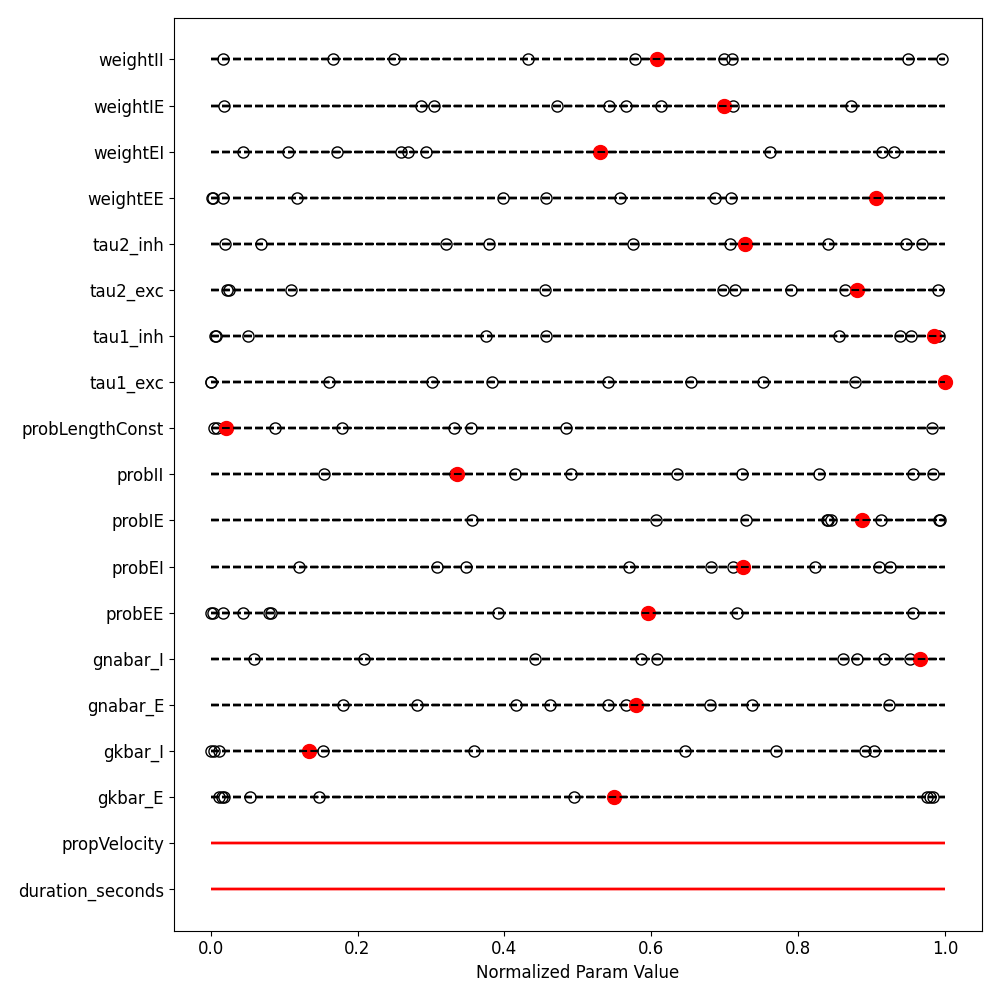 weightII
weightIE
weightEI
weightEE
tau2_inh
tau2_exc
tau1_inh
tau1_exc
probLengthConst
probII
probIE
probEI
probEE
gnabar_I
gnabar_E
gkbar_I
gkbar_E
propVelocity
duration_seconds
0.0 0.2 0.4 0.6 0.8 1.0
Normalized Param Value